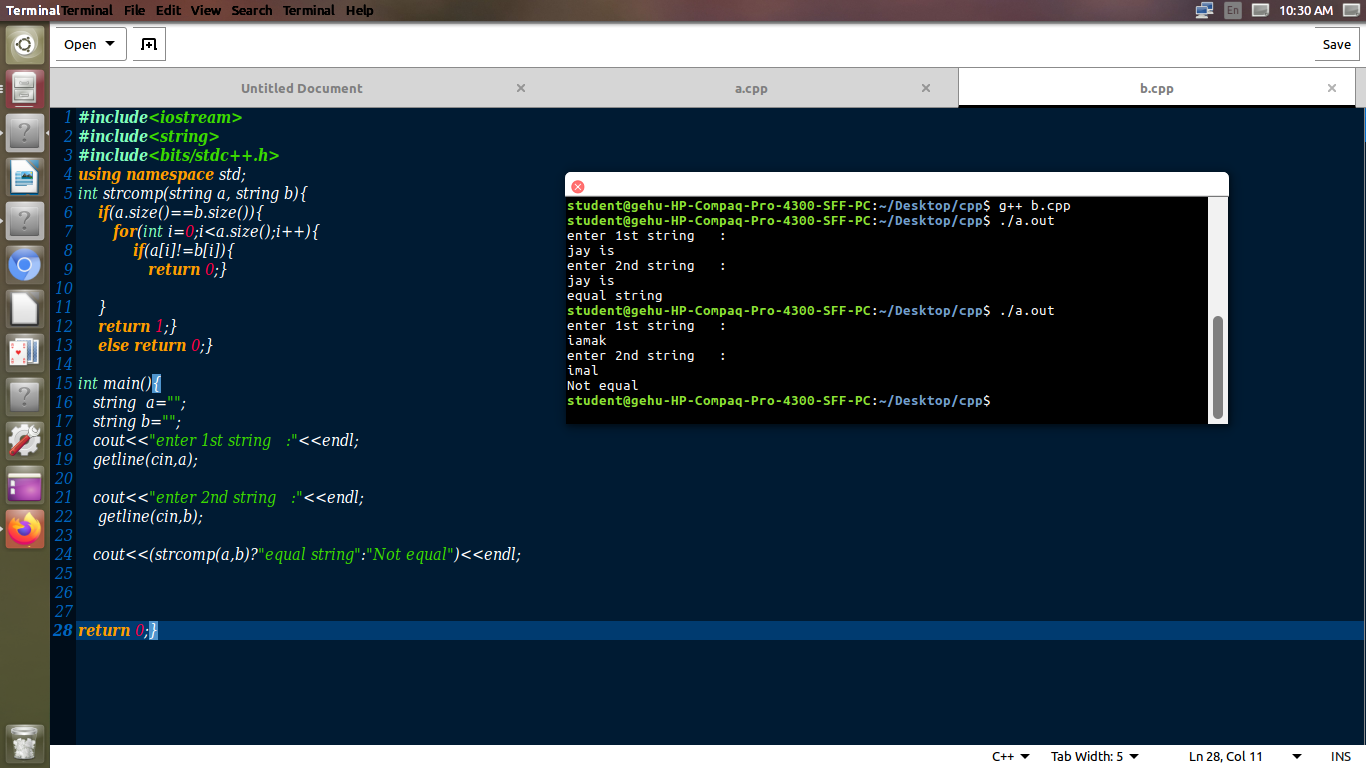 TerminalTerminal File Edit View Search Terminal Help En 10:30 AM
Open Save
Untitled Document × a.cpp × b.cpp ×
1 #include<iostream>
2 #include<string>
3 #include<bits/stdc++.h>
4 using namespace std;
5 int strcomp(string a, string b){
6 if(a.size()==b.size()){
7 for(int i=0;i<a.size();i++){
8 if(a[i]!=b[i]){
9 return 0;}
10
11 }
12 return 1;}
13 else return 0;}
14
15 int main(){
16 string  a="";
17 string b="";
18 cout<<"enter 1st string   :"<<endl;
19 getline(cin,a);
20
21 cout<<"enter 2nd string   :"<<endl;
22 getline(cin,b);
23
24 cout<<(strcomp(a,b)?"equal string":"Not equal")<<endl;
25
26
27
28 return 0;}
student@gehu-HP-Compaq-Pro-4300-SFF-PC:~/Desktop/cpp$ g++ b.cpp
student@gehu-HP-Compaq-Pro-4300-SFF-PC:~/Desktop/cpp$ ./a.out
enter 1st string   :
jay is
enter 2nd string   :
jay is
equal string
student@gehu-HP-Compaq-Pro-4300-SFF-PC:~/Desktop/cpp$ ./a.out
enter 1st string   :
iamak
enter 2nd string   :
imal
Not equal
student@gehu-HP-Compaq-Pro-4300-SFF-PC:~/Desktop/cpp$
C++ Tab Width: 5 Ln 28, Col 11 INS